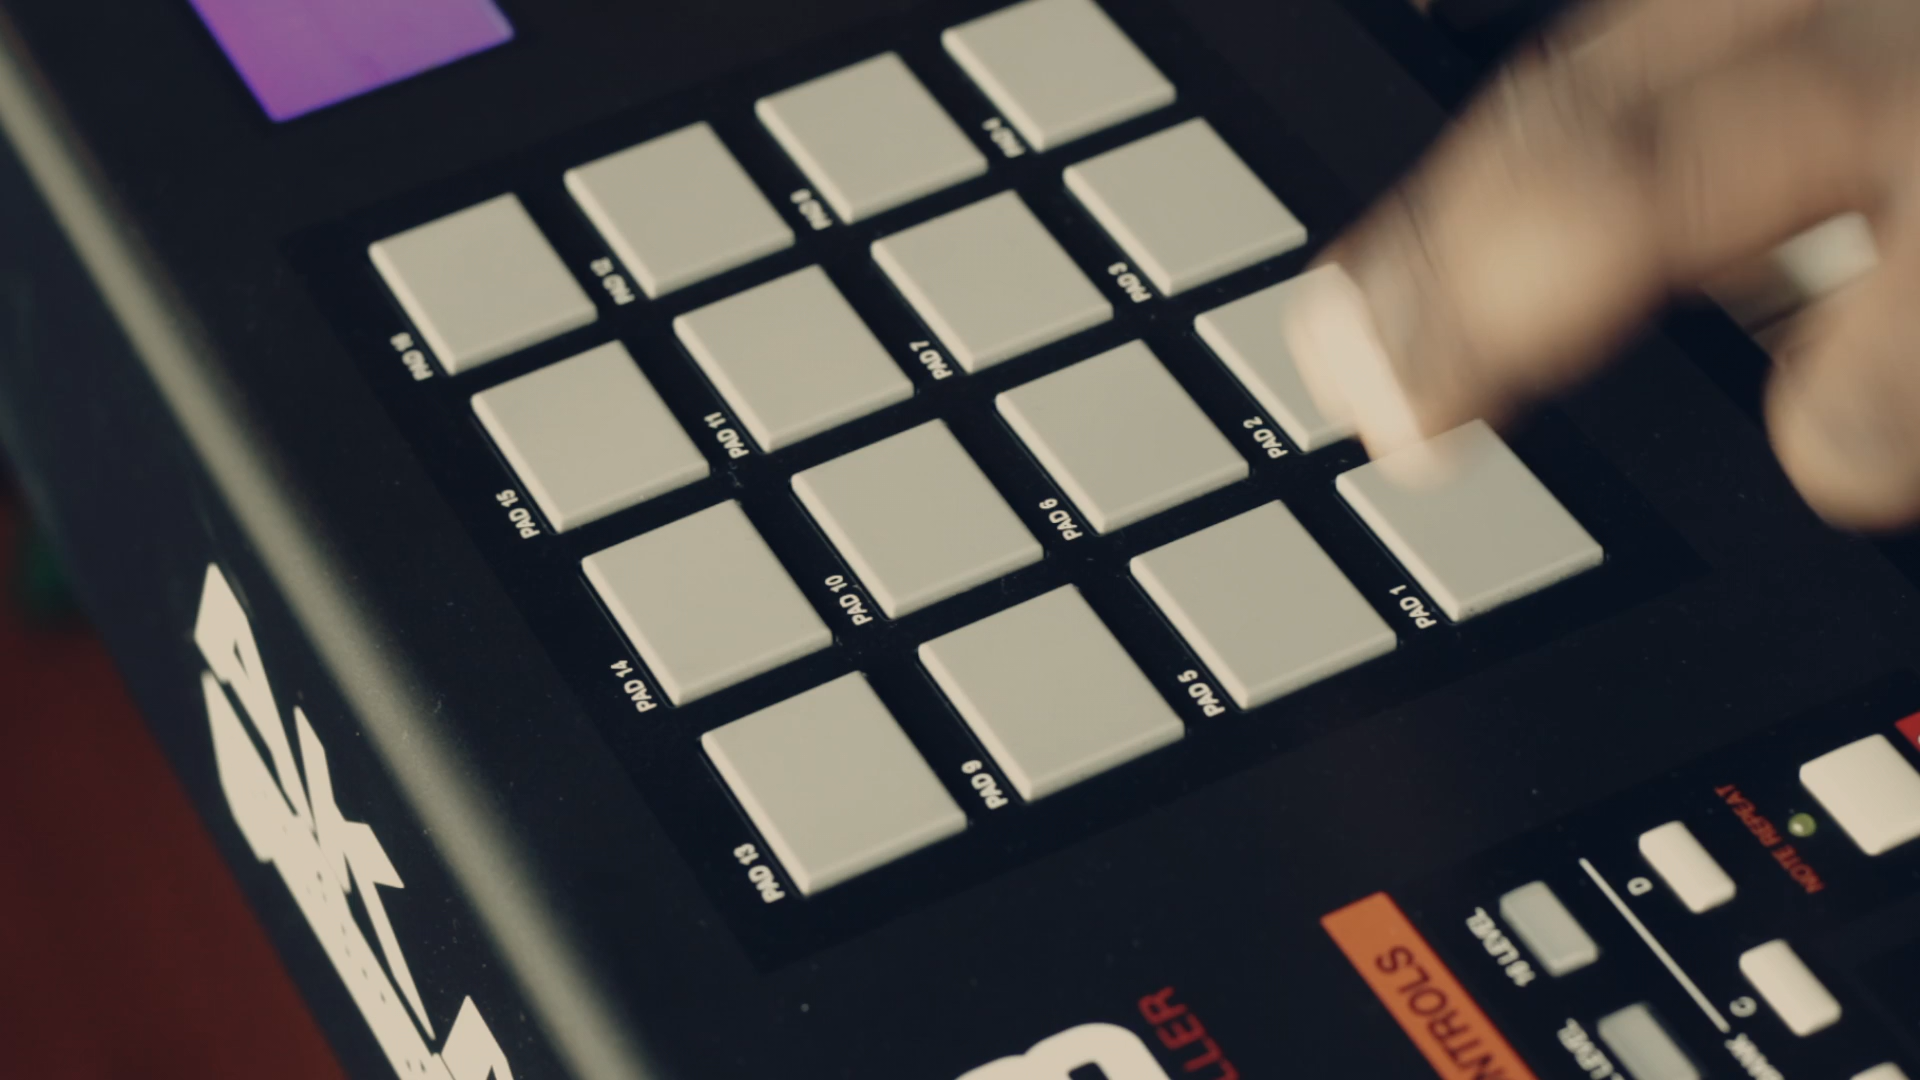 PAD 4
PAD 8
PAD 12
PAD 16
PAD 3
PAD 7
PAD 11
PAD 15
PAD 2
PAD 6
PAD 10
PAD 14
PAD 1
PAD 5
PAD 9
PAD 13
NOTE REPEAT
D
C
16 LEVEL
LEVEL
BANK
NTROLS
LLER